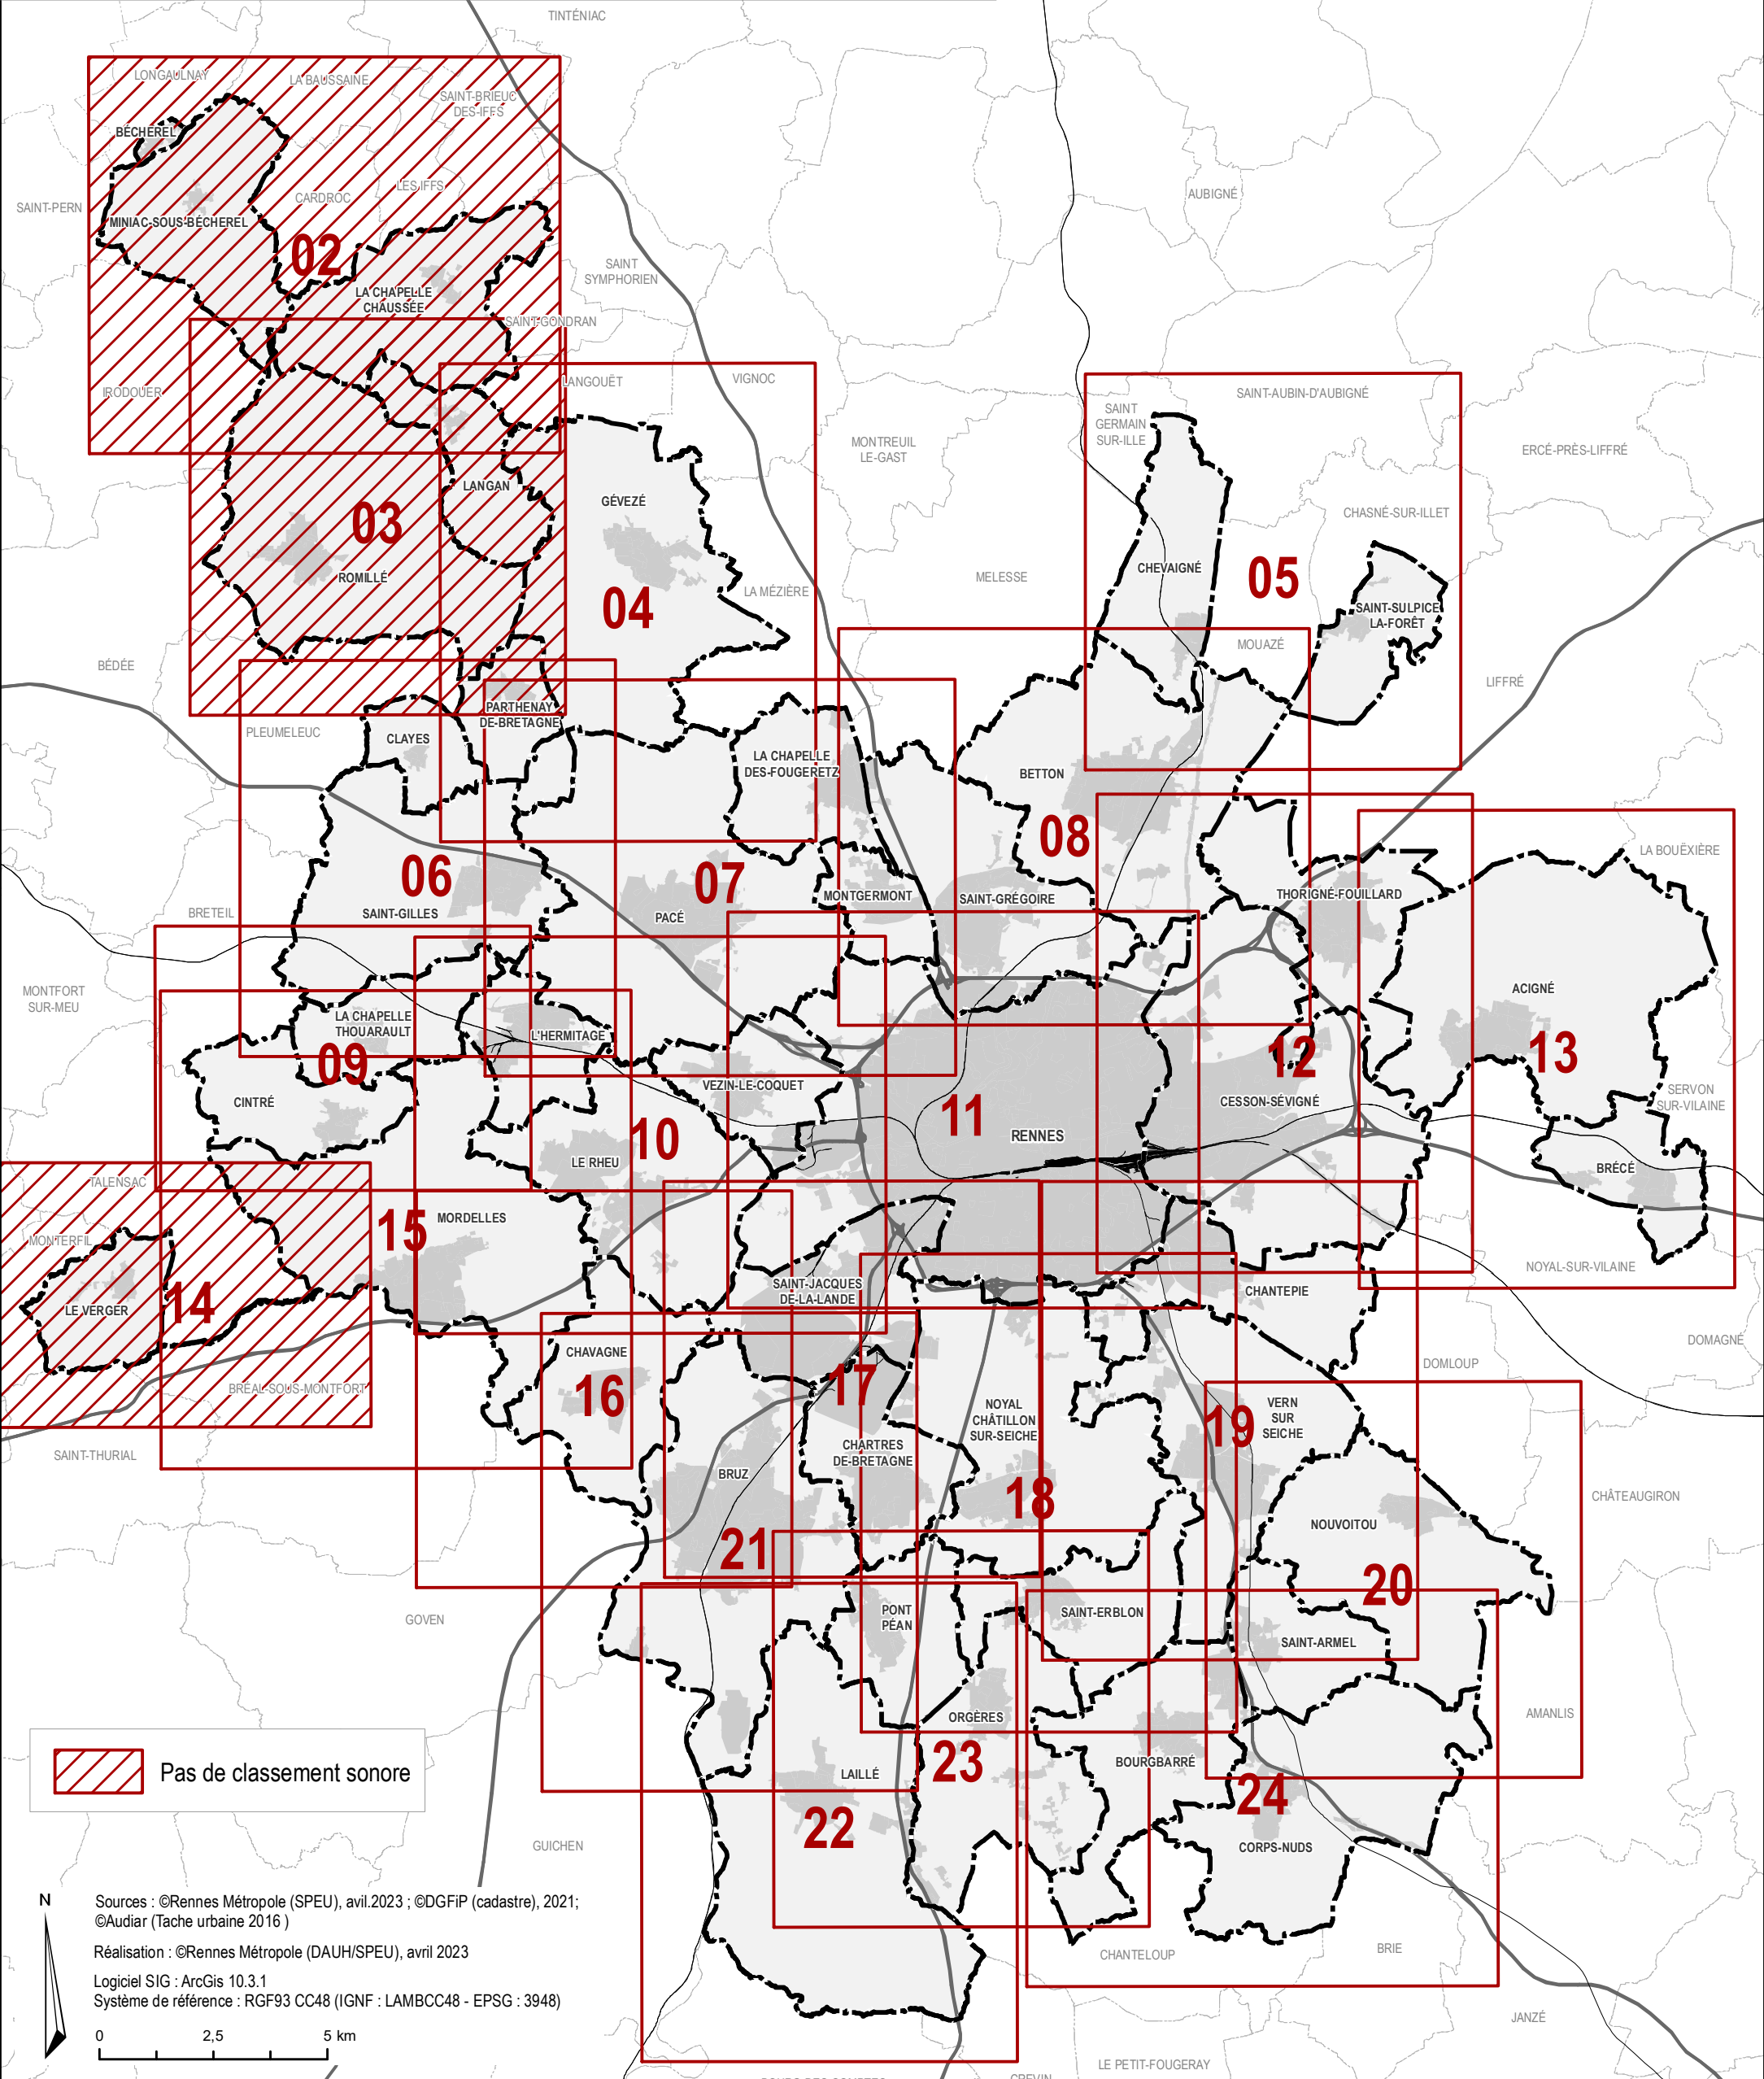 TINTÉNIAC
LONGAULNAY
LA BAUSSAINE
SAINT-BRIEUC
DES-IFFS
BÉCHEREL
LES IFFS
CARDROC
SAINT-PERN
MINIAC-SOUS-BÉCHEREL
AUBIGNÉ
02
SAINT
SYMPHORIEN
LA CHAPELLE
CHAUSSÉE
SAINT-GONDRAN
IRODOUER
LANGOUËT
VIGNOC
SAINT-AUBIN-D'AUBIGNÉ
SAINT
GERMAIN
SUR-ILLE
MONTREUIL
LE-GAST
ERCÉ-PRÈS-LIFFRÉ
LANGAN
GÉVEZÉ
03
CHASNÉ-SUR-ILLET
ROMILLÉ
CHEVAIGNÉ
05
MELESSE
LA MÉZIÈRE
04
SAINT-SULPICE
LA-FORÊT
MOUAZÉ
BÉDÉE
LIFFRÉ
PARTHENAY
DE-BRETAGNE
PLEUMELEUC
CLAYES
LA CHAPELLE
DES-FOUGERETZ
BETTON
08
LA BOUËXIÈRE
06
07
MONTGERMONT
SAINT-GRÉGOIRE
THORIGNÉ-FOUILLARD
BRETEIL
SAINT-GILLES
PACÉ
MONTFORT
SUR-MEU
ACIGNÉ
LA CHAPELLE
THOUARAULT
L'HERMITAGE
09
12
13
VEZIN-LE-COQUET
CINTRÉ
CESSON-SÉVIGNÉ
SERVON
SUR-VILAINE
11
RENNES
10
LE RHEU
BRÉCÉ
TALENSAC
MORDELLES
15
MONTERFIL
NOYAL-SUR-VILAINE
SAINT-JACQUES
DE-LA-LANDE
CHANTEPIE
14
LE VERGER
DOMAGNÉ
CHAVAGNE
DOMLOUP
BRÉAL-SOUS-MONTFORT
16
17
NOYAL
CHÂTILLON
SUR-SEICHE
19
VERN
SUR
SEICHE
SAINT-THURIAL
CHARTRES
DE-BRETAGNE
BRUZ
18
CHÂTEAUGIRON
NOUVOITOU
21
20
GOVEN
PONT
PÉAN
SAINT-ERBLON
SAINT-ARMEL
ORGÈRES
AMANLIS
23
BOURGBARRÉ
LAILLÉ
24
22
GUICHEN
CORPS-NUDS
CHANTELOUP
BRIE
JANZÉ
LE PETIT-FOUGERAY
CREVIN
Pas de classement sonore
N
Sources : ©Rennes Métropole (SPEU), avil.2023 ; ©DGFiP (cadastre), 2021;
©Audiar (Tache urbaine 2016 )
Réalisation : ©Rennes Métropole (DAUH/SPEU), avril 2023
Logiciel SIG : ArcGis 10.3.1
Système de référence : RGF93 CC48 (IGNF : LAMBCC48 - EPSG : 3948)
0 2,5 5 km